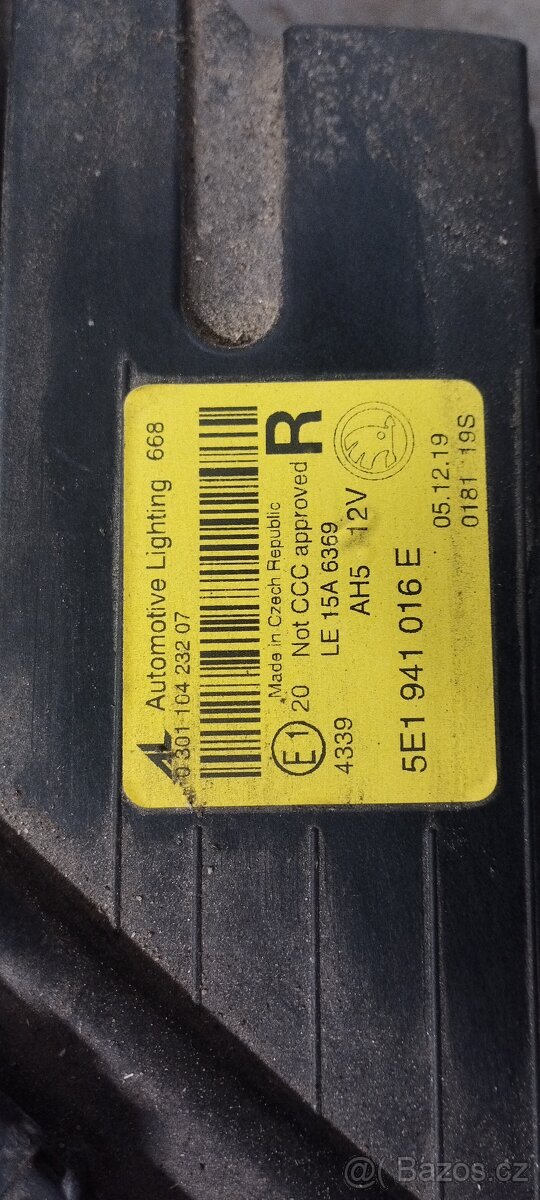 Automotive Lighting 668
0 301 104 232 07
Made in Czech Republic
R
E1 20 Not CCC approved
LE 15A 6369
4339 AH5 12V
5E1 941 016 E
05.12.19
0181 19S
Bazos.cz